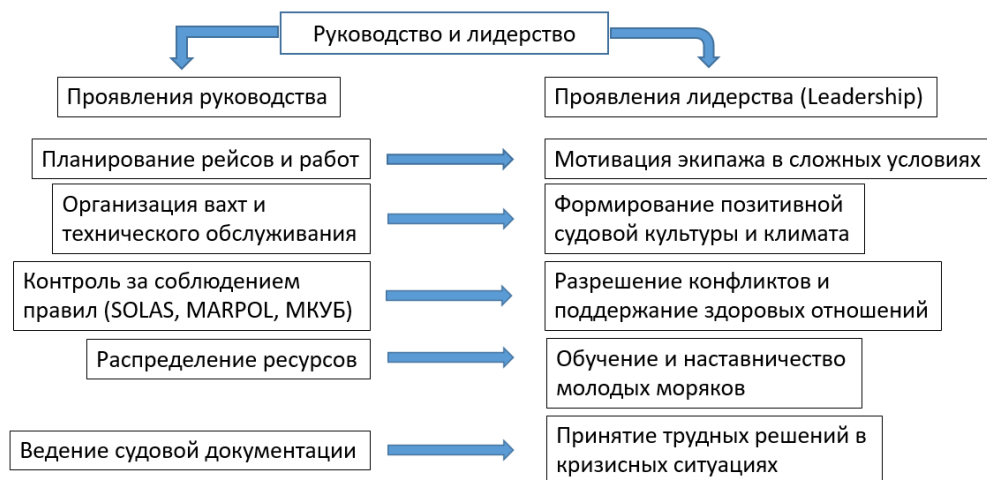 Руководство и лидерство
Проявления руководства
Проявления лидерства (Leadership)
Планирование рейсов и работ
Мотивация экипажа в сложных условиях
Организация вахт и
технического обслуживания
Формирование позитивной
судовой культуры и климата
Контроль за соблюдением
правил (SOLAS, MARPOL, МКУБ)
Разрешение конфликтов и
поддержание здоровых отношений
Распределение ресурсов
Обучение и наставничество
молодых моряков
Ведение судовой документации
Принятие трудных решений в
кризисных ситуациях